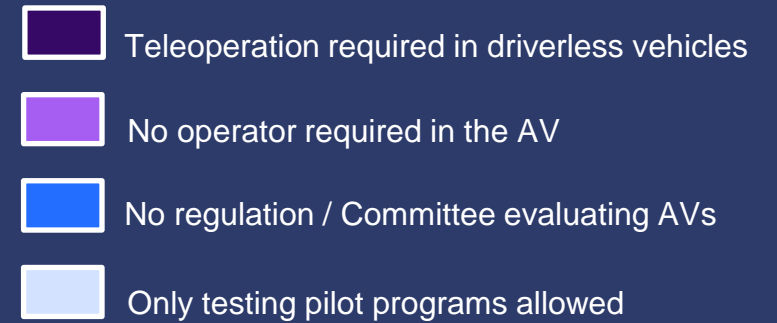 Teleoperation required in driverless vehicles
No operator required in the AV
No regulation / Committee evaluating AVs
Only testing pilot programs allowed